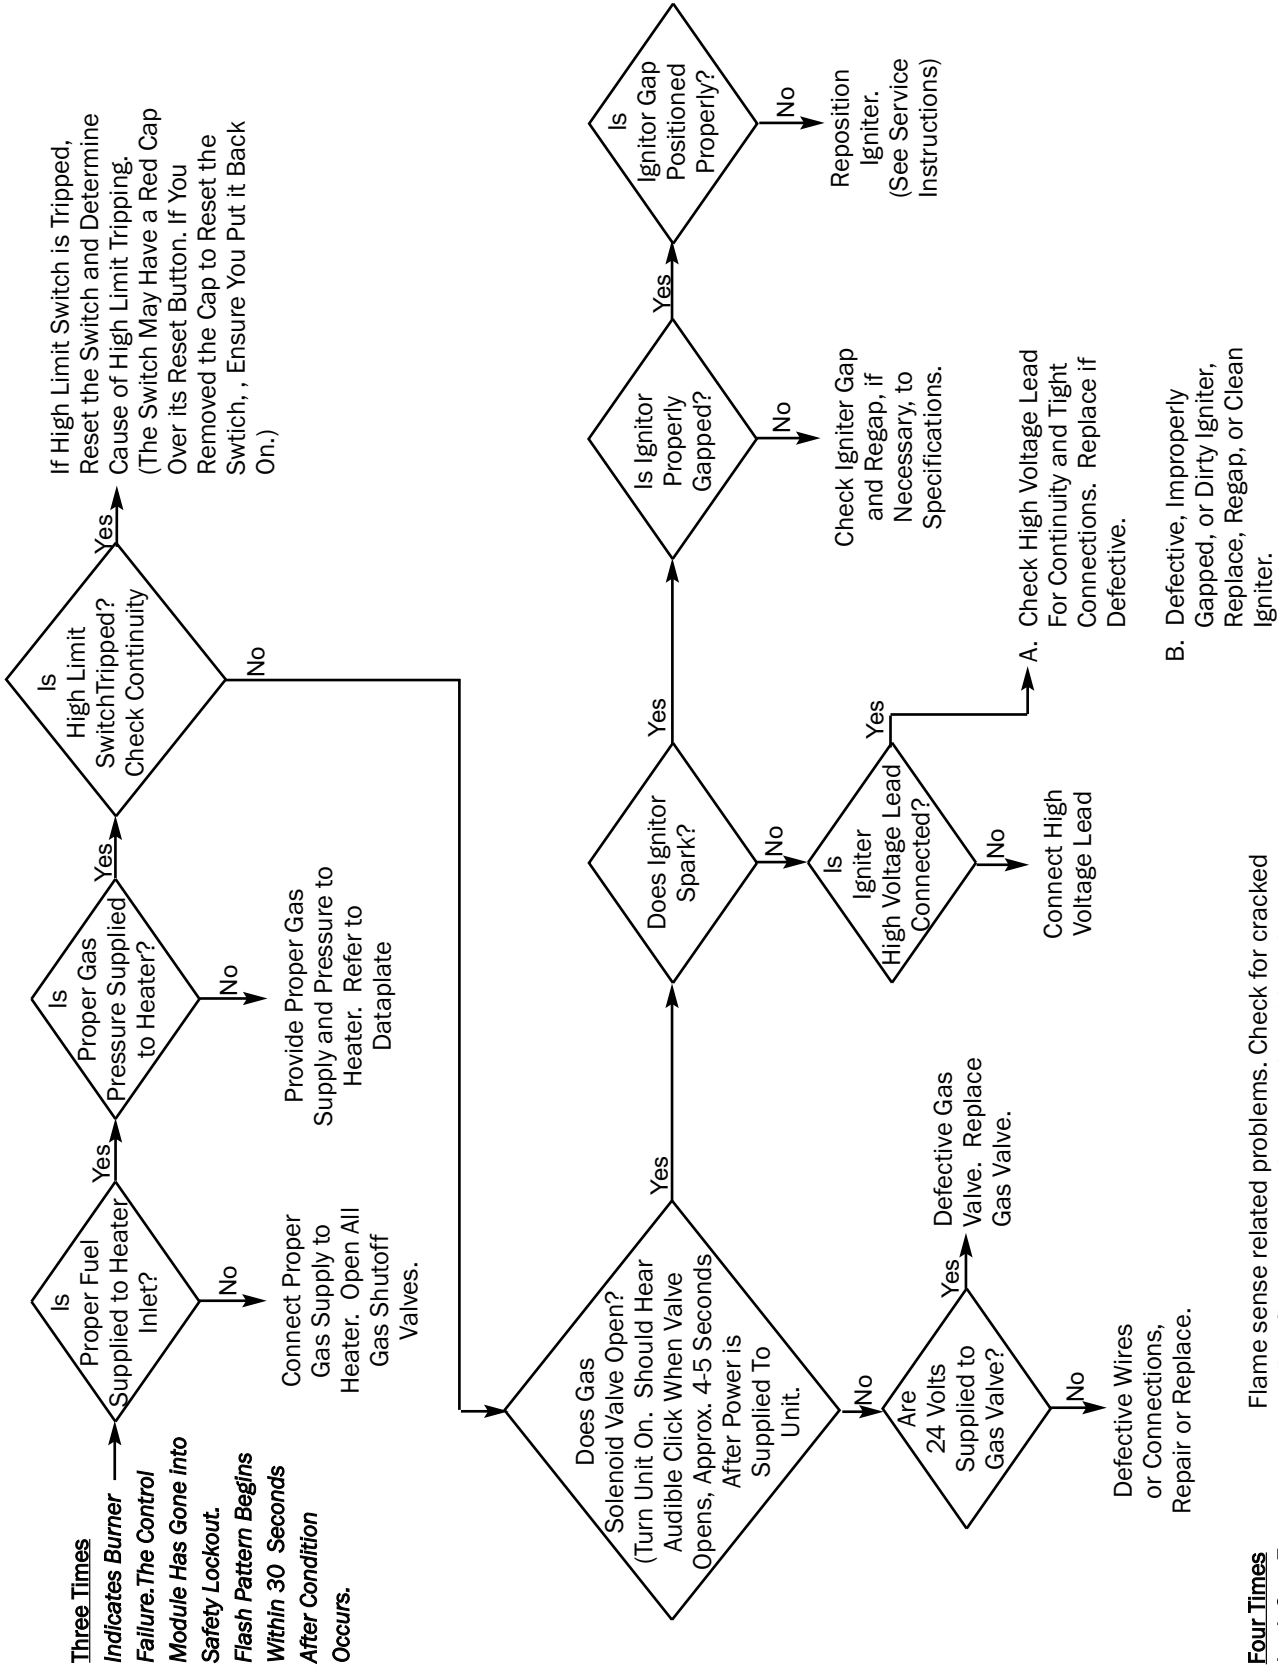 Three Times
Indicates Burner
Failure.The Control
Module Has Gone into
Safety Lockout.
Flash Pattern Begins
Within 30 Seconds
After Condition
Occurs.
Is
Proper Fuel
Supplied to Heater
Inlet?
Yes
No
Connect Proper
Gas Supply to
Heater. Open All
Gas Shutoff
Valves.
Is
Proper Gas
Pressure Supplied
to Heater?
Yes
No
Provide Proper Gas
Supply and Pressure to
Heater. Refer to
Dataplate
Is
High Limit
SwitchTripped?
Check Continuity
Yes
No
If High Limit Switch is Tripped,
Reset the Switch and Determine
Cause of High Limit Tripping.
(The Switch May Have a Red Cap
Over its Reset Button. If You
Removed the Cap to Reset the
Swtich, , Ensure You Put it Back
On.)
Does Gas
Solenoid Valve Open?
(Turn Unit On. Should Hear
Audible Click When Valve
Opens, Approx. 4-5 Seconds
After Power is
Supplied To
Unit.
Yes
No
Are
24 Volts
Supplied to
Gas Valve?
Yes
Defective Gas
Valve. Replace
Gas Valve.
No
Defective Wires
or Connections,
Repair or Replace.
Does Ignitor
Spark?
Yes
No
Is
Igniter
High Voltage Lead
Connected?
Yes
No
Connect High
Voltage Lead
A. Check High Voltage Lead
For Continuity and Tight
Connections. Replace if
Defective.
B. Defective, Improperly
Gapped, or Dirty Igniter,
Replace, Regap, or Clean
Igniter.
Is Ignitor
Properly
Gapped?
Yes
No
Check Igniter Gap
and Regap, if
Necessary, to
Specifications.
Is
Ignitor Gap
Positioned
Properly?
No
Reposition
Igniter.
(See Service
Instructions)
Four Times
Flame sense related problems. Check for cracked